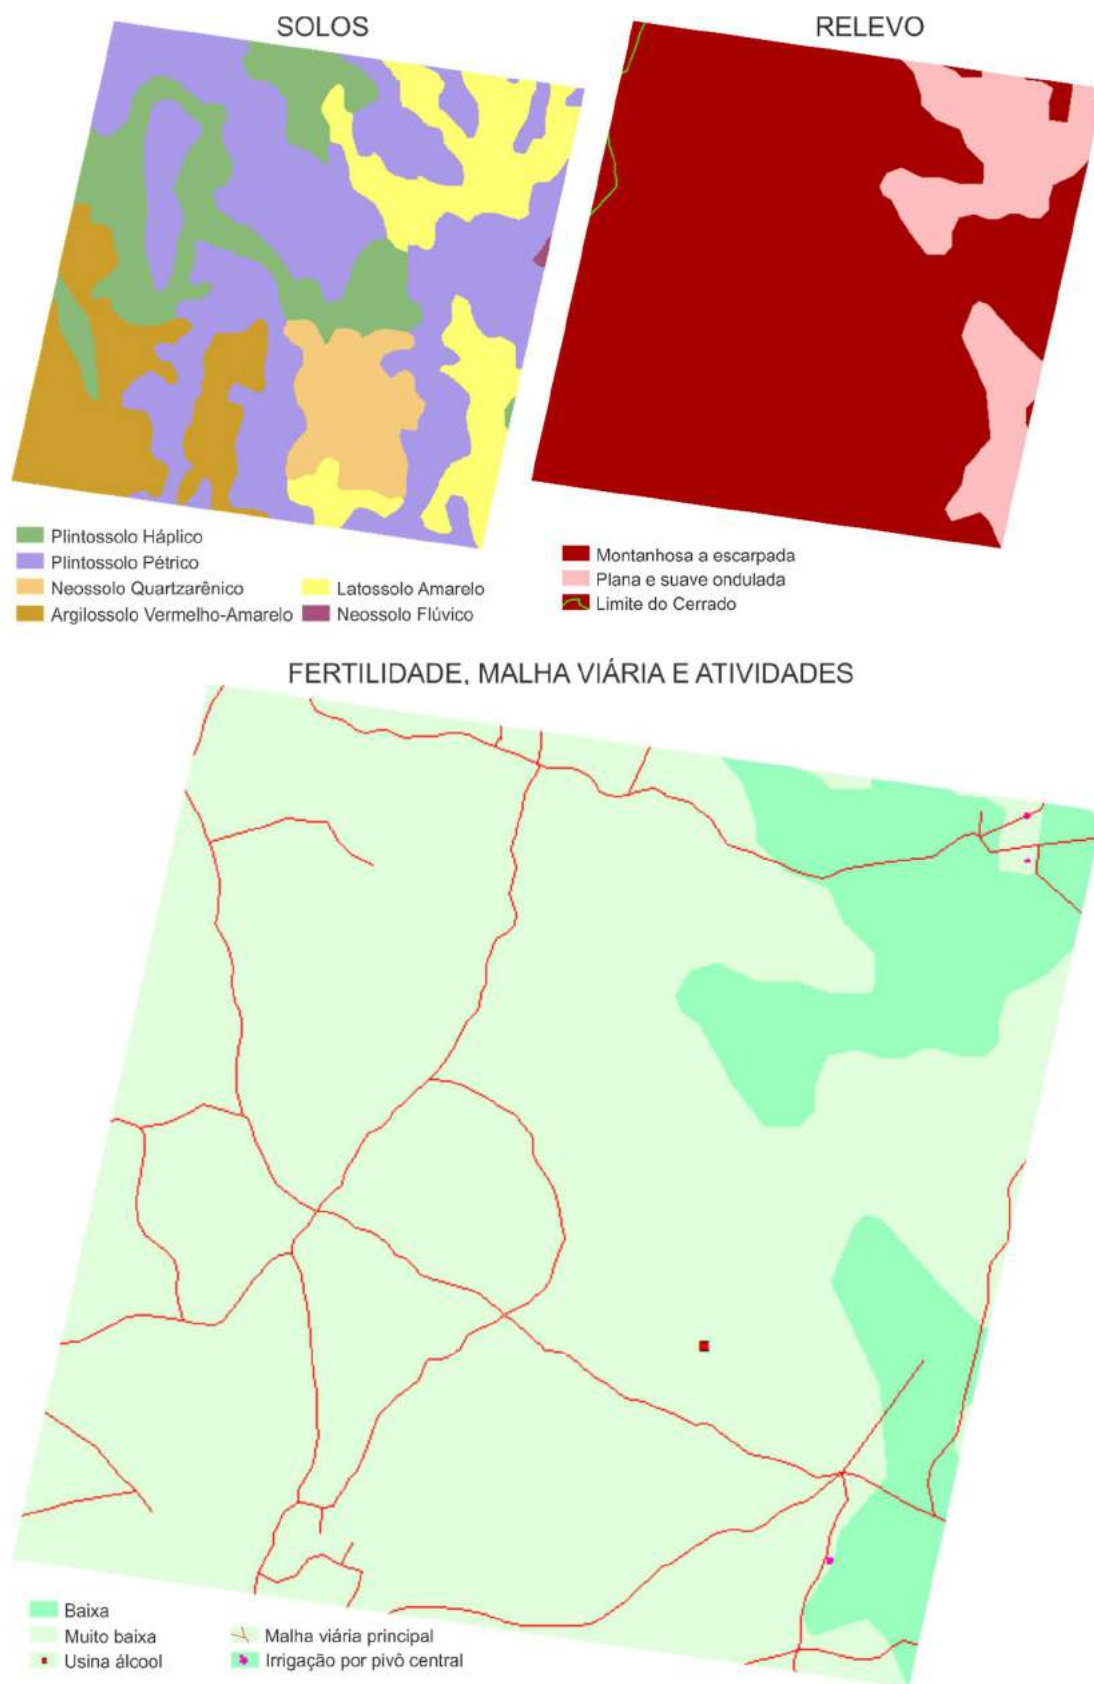 SOLOS
RELEVO
Plintossolo Háplico
Plintossolo Pétrico
Neossolo Quartzarênico
Argilossolo Vermelho-Amarelo
Latossolo Amarelo
Neossolo Flúvico
Montanhosa a escarpada
Plana e suave ondulada
Limite do Cerrado
FERTILIDADE, MALHA VIÁRIA E ATIVIDADES
Baixa
Muito baixa
Usina álcool
Malha viária principal
Irrigação por pivô central